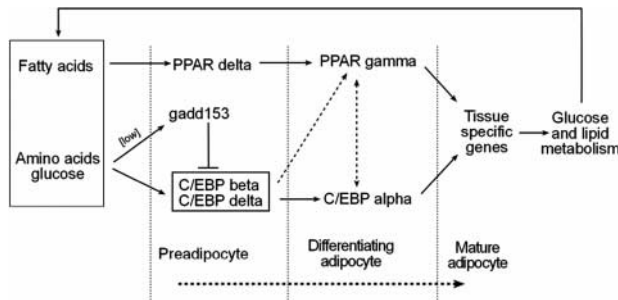 Fatty acids
PPAR delta
PPAR gamma
gadd153
[low]
Amino acids
glucose
C/EBP beta
C/EBP delta
C/EBP alpha
Tissue
specific
genes
Glucose
and lipid
metabolism
Preadipocyte
Differentiating
adipocyte
Mature
adipocyte